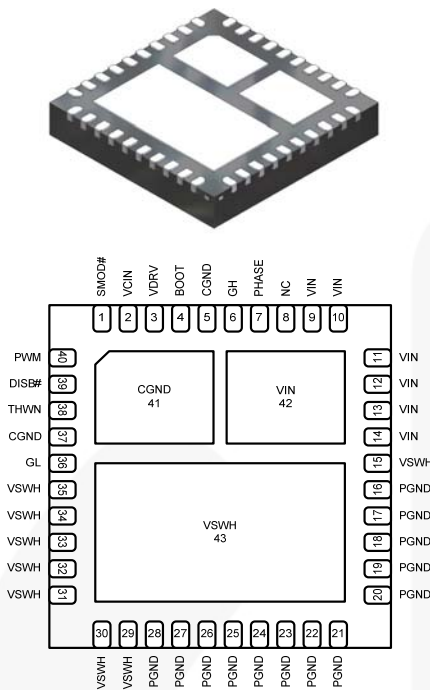 SMOD#
VCIN
VDRV
BOOT
CGND
GH
PHASE
NC
VIN
VIN
1
2
3
4
5
6
7
8
9
10
PWM 40
DISB# 39
THWN 38
CGND 37
GL 36
VSWH 35
VSWH 34
VSWH 33
VSWH 32
VSWH 31
CGND
41
VIN
42
VSWH
43
11 VIN
12 VIN
13 VIN
14 VIN
15 VSWH
16 PGND
17 PGND
18 PGND
19 PGND
20 PGND
30
29
28
27
26
25
24
23
22
21
VSWH
VSWH
PGND
PGND
PGND
PGND
PGND
PGND
PGND
PGND